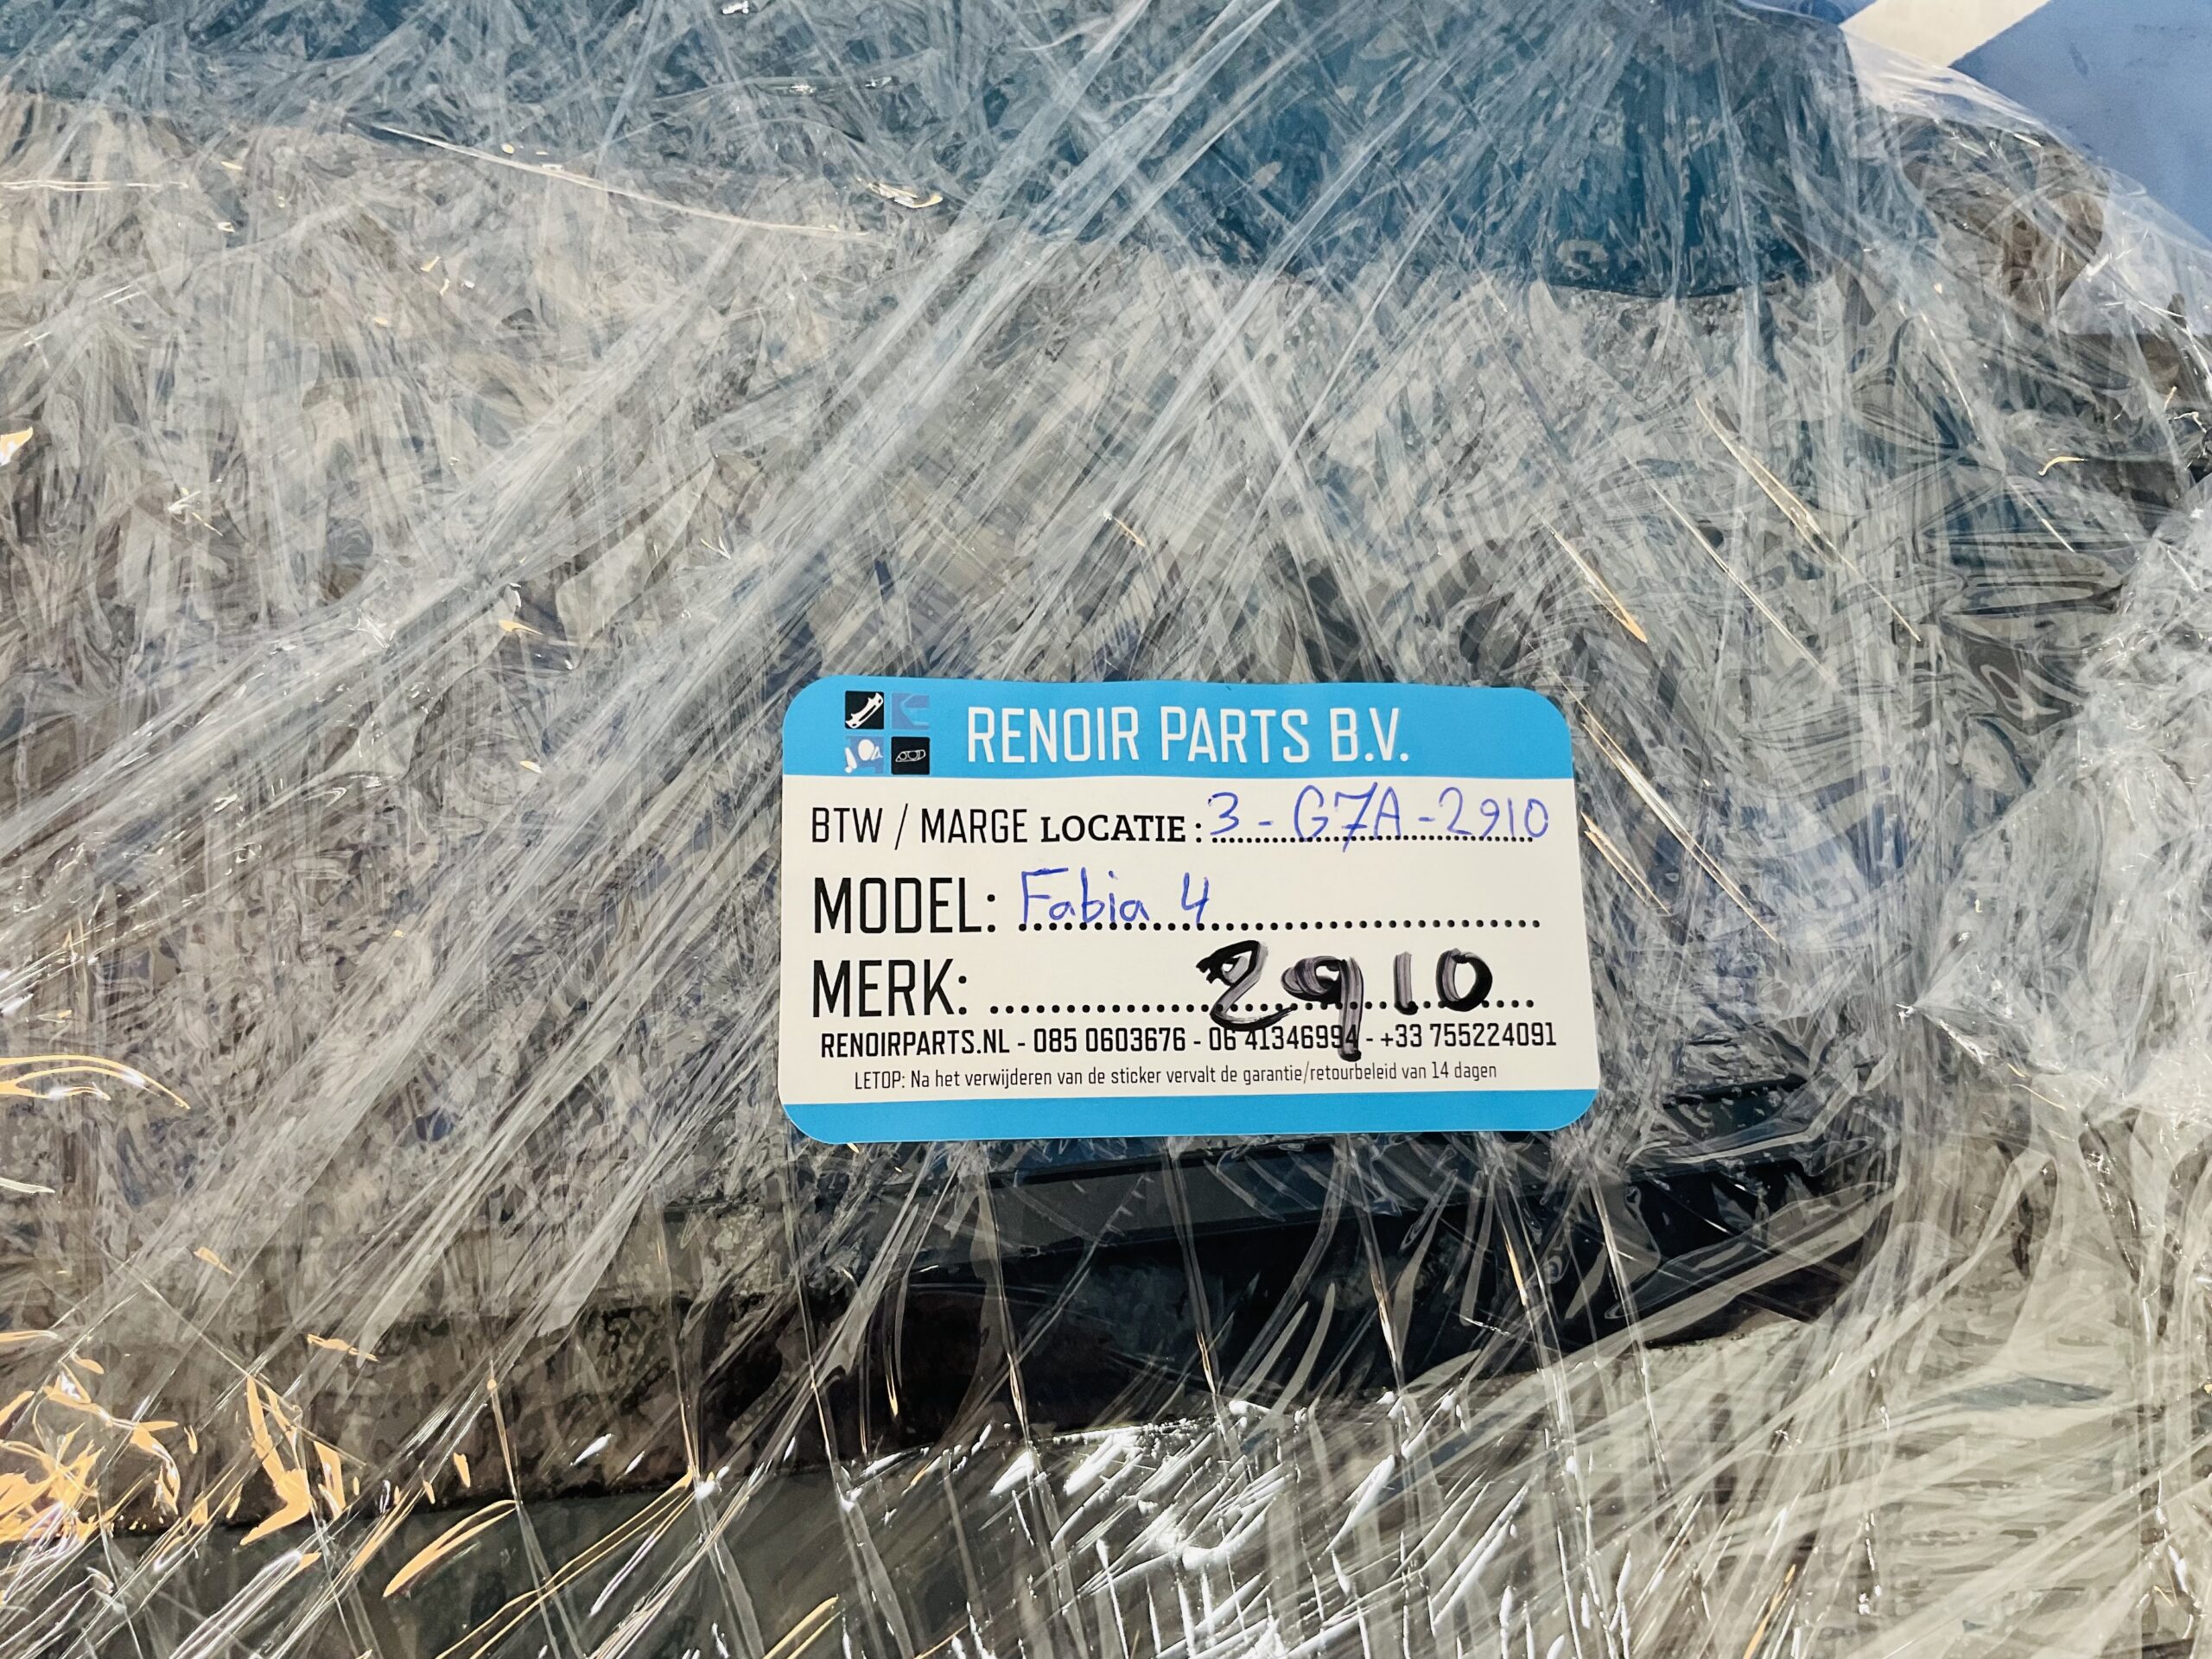 RENOIR PARTS B.V.
BTW / MARGE LOCATIE : 3 - G7A - 2910
MODEL: Fabia 4
MERK: 2910
RENOIRPARTS.NL - 085 0603676 - 06 41346994 - +33 755224091
LETOP: Na het verwijderen van de sticker vervalt de garantie/retourbeleid van 14 dagen